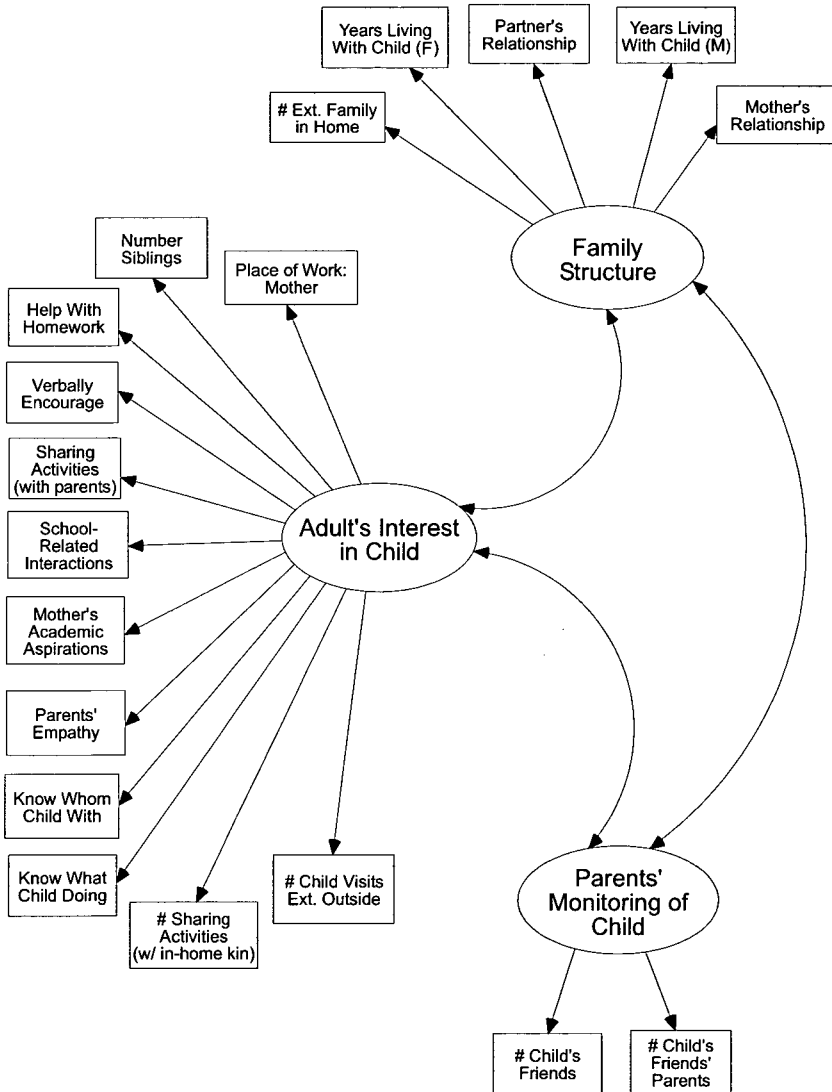 Years Living
With Child (F)
Partner's
Relationship
Years Living
With Child (M)
# Ext. Family
in Home
Mother's
Relationship
Family
Structure
Number
Siblings
Place of Work:
Mother
Help With
Homework
Verbally
Encourage
Sharing
Activities
(with parents)
School-
Related
Interactions
Adult's Interest
in Child
Mother's
Academic
Aspirations
Parents'
Empathy
Know Whom
Child With
Know What
Child Doing
# Sharing
Activities
(w/ in-home kin)
# Child Visits
Ext. Outside
Parents'
Monitoring of
Child
# Child's
Friends
# Child's
Friends'
Parents